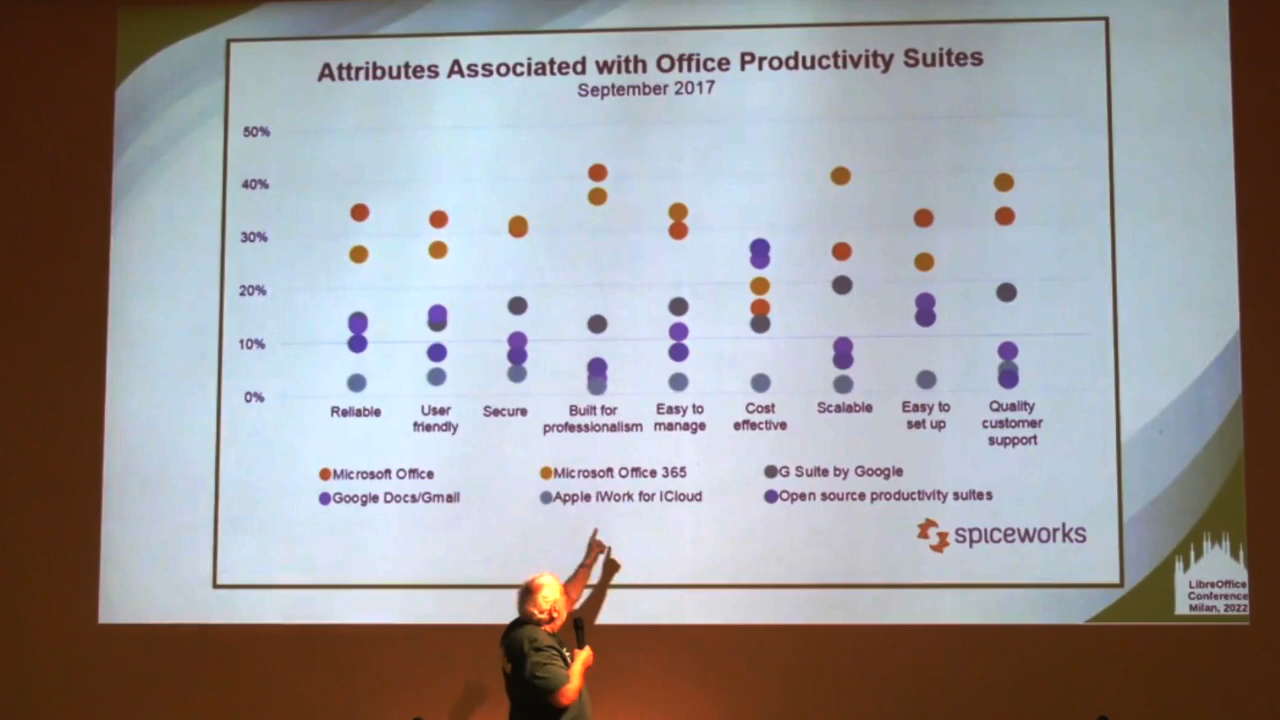 Attributes Associated with Office Productivity Suites
September 2017
50%
40%
30%
20%
10%
0%
Reliable
User
friendly
Secure
Built for
professionalism
Easy to
manage
Cost
effective
Scalable
Easy to
set up
Quality
customer
support
Microsoft Office
Microsoft Office 365
G Suite by Google
Google Docs/Gmail
Apple iWork for iCloud
Open source productivity suites
spiceworks
LibreOffice
Conference
Milan, 2022